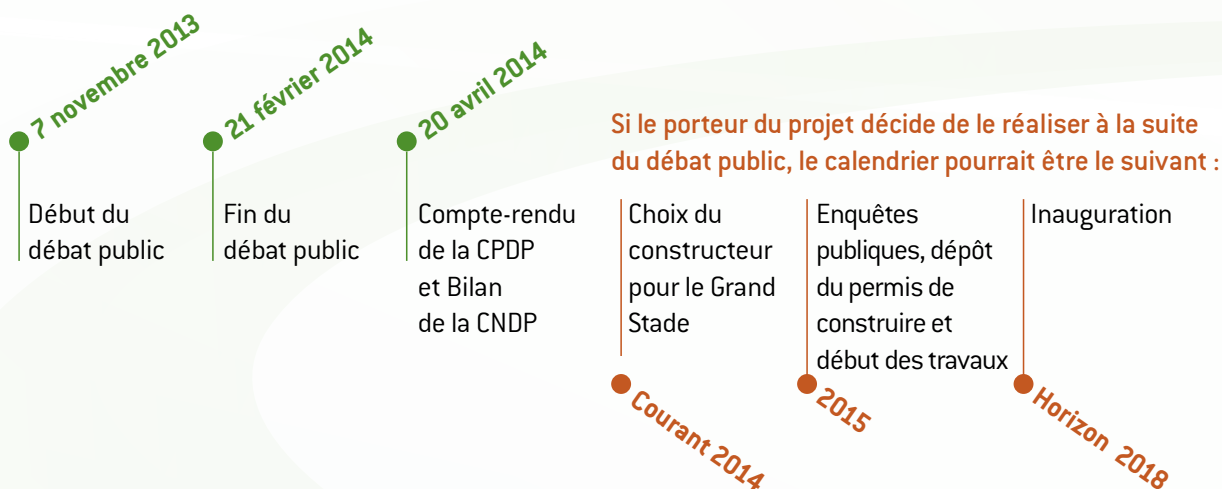 7 novembre 2013
Début du
débat public
21 février 2014
Fin du
débat public
20 avril 2014
Compte-rendu
de la CPDP
et Bilan
de la CNDP
Si le porteur du projet décide de le réaliser à la suite
du débat public, le calendrier pourrait être le suivant :
Choix du
constructeur
pour le Grand
Stade
Courant 2014
Enquêtes
publiques, dépôt
du permis de
construire et
début des travaux
2015
Inauguration
Horizon 2018